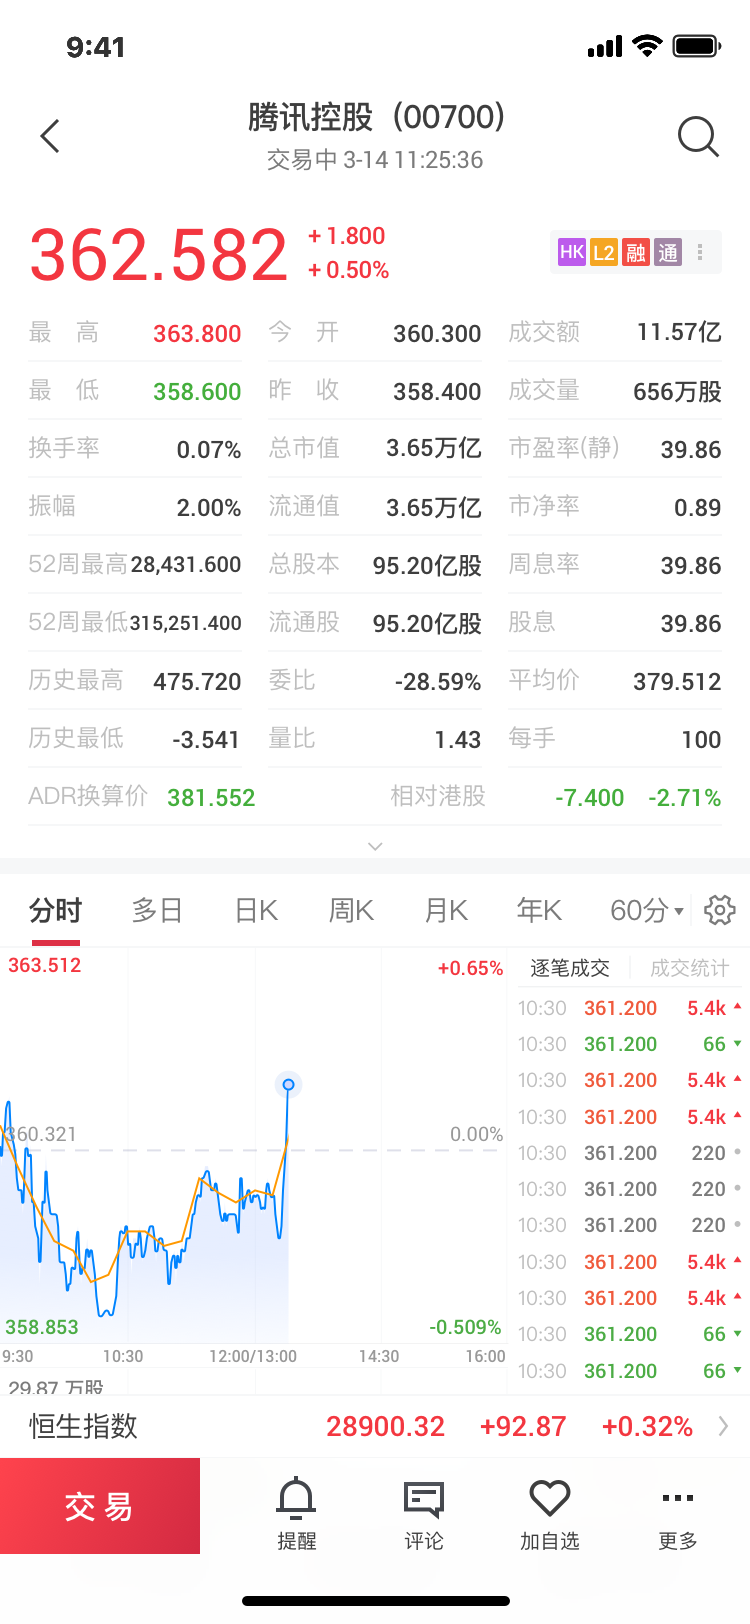 9:41
腾讯控股（00700）
交易中 3-14 11:25:36
362.582
+ 1.800
+ 0.50%
HK L2 融 通
最 高 363.800 今 开 360.300 成交额 11.57亿
最 低 358.600 昨 收 358.400 成交量 656万股
换手率 0.07% 总市值 3.65万亿 市盈率(静) 39.86
振幅 2.00% 流通值 3.65万亿 市净率 0.89
52周最高 28,431.600 总股本 95.20亿股 周息率 39.86
52周最低 315,251.400 流通股 95.20亿股 股息 39.86
历史最高 475.720 委比 -28.59% 平均价 379.512
历史最低 -3.541 量比 1.43 每手 100
ADR换算价 381.552 相对港股 -7.400 -2.71%
分时 多日 日K 周K 月K 年K 60分
363.512 +0.65%
360.321 0.00%
358.853 -0.509%
9:30 10:30 12:00/13:00 14:30 16:00
29.87 万股
逐笔成交 成交统计
10:30 361.200 5.4k
10:30 361.200 66
10:30 361.200 5.4k
10:30 361.200 5.4k
10:30 361.200 220
10:30 361.200 220
10:30 361.200 220
10:30 361.200 5.4k
10:30 361.200 5.4k
10:30 361.200 66
10:30 361.200 66
恒生指数 28900.32 +92.87 +0.32%
交易 提醒 评论 加自选 更多